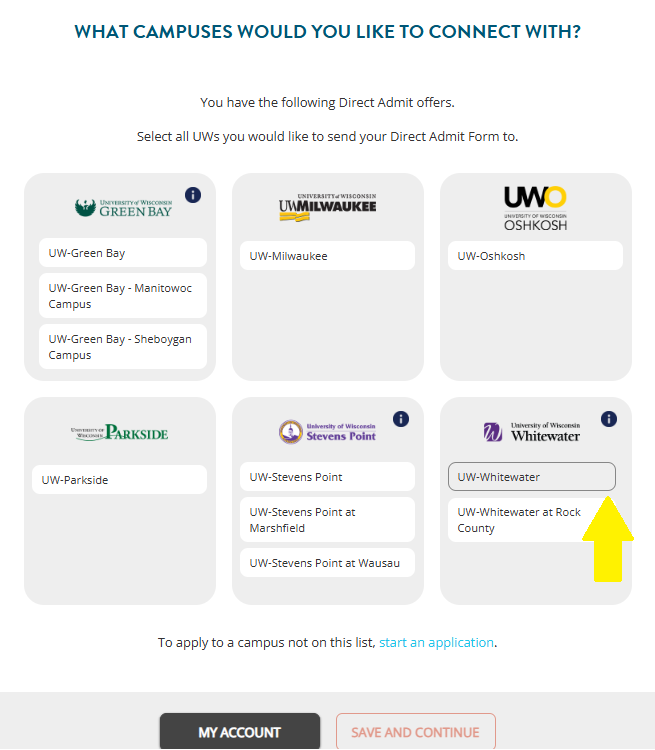 WHAT CAMPUSES WOULD YOU LIKE TO CONNECT WITH?
You have the following Direct Admit offers.
Select all UWs you would like to send your Direct Admit Form to.
UNIVERSITY of WISCONSIN
GREEN BAY
i
UW-Green Bay
UW-Green Bay - Manitowoc
Campus
UW-Green Bay - Sheboygan
Campus
UNIVERSITY of WISCONSIN
UWMILWAUKEE
UW-Milwaukee
UWO
UNIVERSITY OF WISCONSIN
OSHKOSH
UW-Oshkosh
UNIVERSITY OF
WISCONSIN
PARKSIDE
UW-Parkside
University of Wisconsin
Stevens Point
i
UW-Stevens Point
UW-Stevens Point at
Marshfield
UW-Stevens Point at Wausau
W
University of Wisconsin
Whitewater
i
UW-Whitewater
UW-Whitewater at Rock
County
To apply to a campus not on this list, start an application.
MY ACCOUNT
SAVE AND CONTINUE